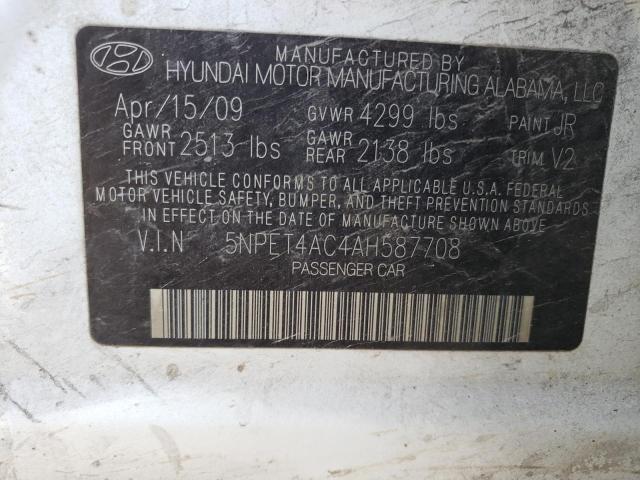 MANUFACTURED BY
HYUNDAI MOTOR MANUFACTURING ALABAMA, LLC
Apr/15/09 GVWR 4299 lbs PAINT JR
GAWR FRONT 2513 lbs GAWR REAR 2138 lbs TRIM V2
THIS VEHICLE CONFORMS TO ALL APPLICABLE U.S.A. FEDERAL
MOTOR VEHICLE SAFETY, BUMPER, AND THEFT PREVENTION STANDARDS
IN EFFECT ON THE DATE OF MANUFACTURE SHOWN ABOVE
V.I.N 5NPET4AC4AH587708
PASSENGER CAR